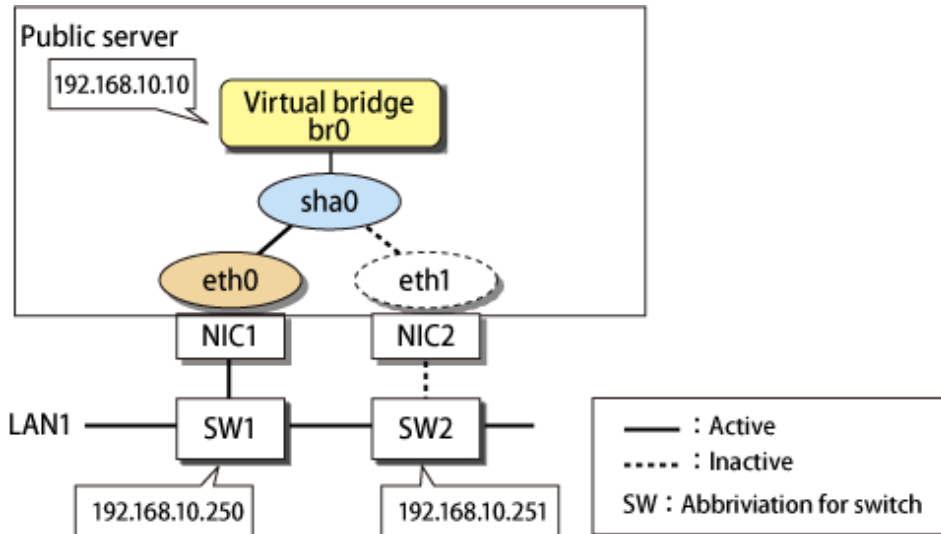 Public server
192.168.10.10
Virtual bridge
br0
sha0
eth0
eth1
NIC1
NIC2
LAN1
SW1
SW2
192.168.10.250
192.168.10.251
: Active
: Inactive
SW : Abbriviation for switch